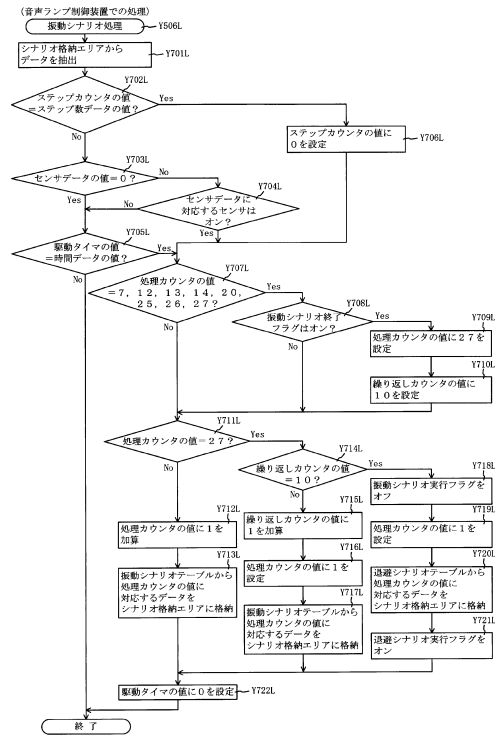 （音声ランプ制御装置での処理）
振動シナリオ処理
Y506L
シナリオ格納エリアから
データを抽出
Y701L
Y702L
ステップカウンタの値
＝ステップ数データの値？
Yes
No
ステップカウンタの値に
0を設定
Y706L
Y703L
センサデータの値＝0？
No
Yes
Y704L
センサデータに
対応するセンサは
オン？
No
Yes
Y705L
駆動タイマの値
＝時間データの値？
Yes
No
Y707L
処理カウンタの値
＝7，12，13，14，20，
25，26，27？
Yes
No
Y708L
振動シナリオ終了
フラグはオン？
Yes
No
Y709L
処理カウンタの値に27を
設定
Y710L
繰り返しカウンタの値に
10を設定
Y711L
処理カウンタの値＝27？
Yes
No
Y714L
繰り返しカウンタの値
＝10？
Yes
No
Y712L
処理カウンタの値に1を
加算
Y713L
振動シナリオテーブルから
処理カウンタの値に
対応するデータを
シナリオ格納エリアに格納
Y715L
繰り返しカウンタの値
に1を加算
Y716L
処理カウンタの値に1を
設定
Y717L
振動シナリオテーブルから
処理カウンタの値に
対応するデータを
シナリオ格納エリアに格納
Y718L
振動シナリオ実行フラグを
オフ
Y719L
処理カウンタの値に1を
設定
Y720L
退避シナリオテーブルから
処理カウンタの値に
対応するデータを
シナリオ格納エリアに格納
Y721L
退避シナリオ実行フラグを
オン
駆動タイマの値に0を設定
Y722L
終了